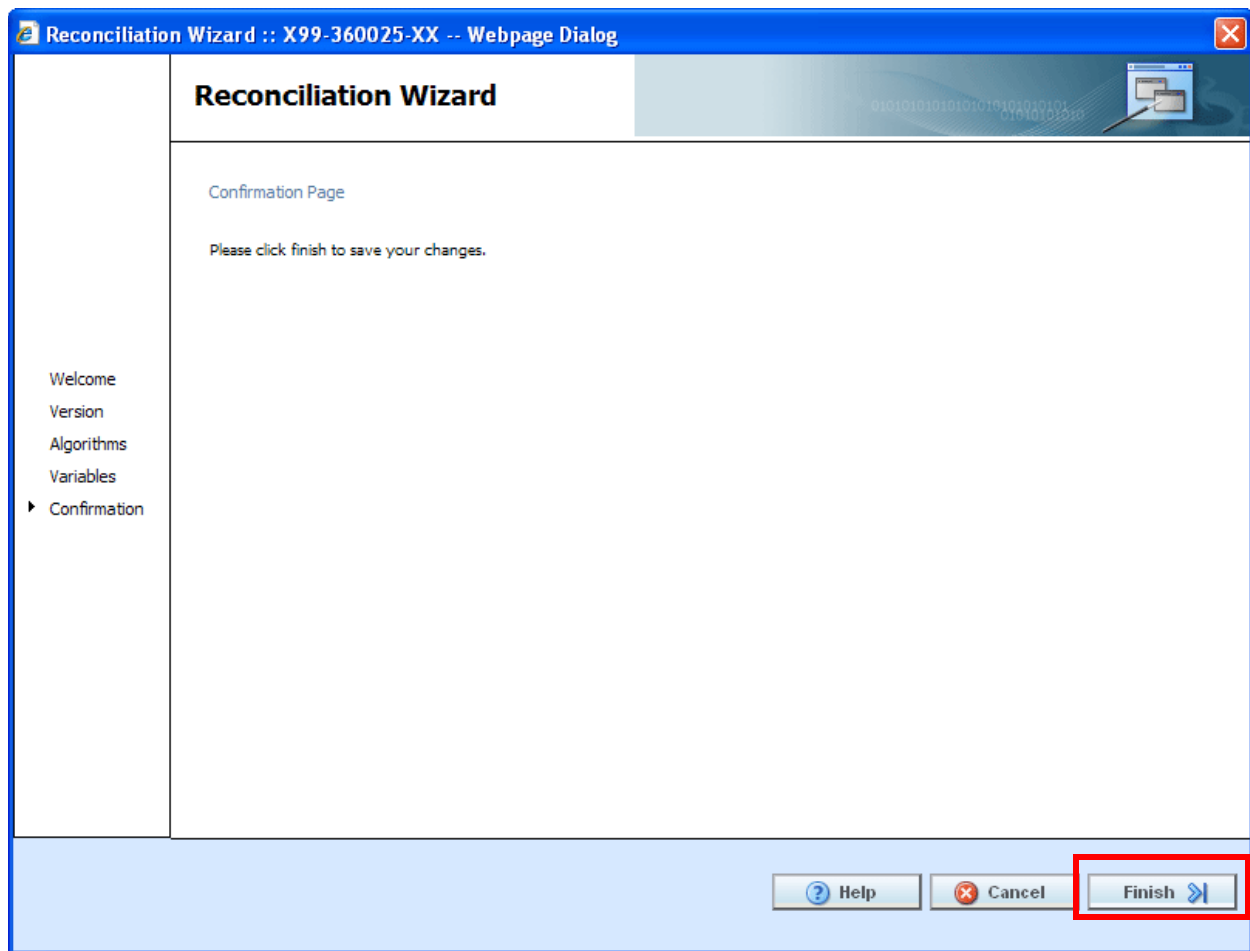 Reconciliation Wizard :: X99-360025-XX -- Webpage Dialog
Reconciliation Wizard
Confirmation Page
Please click finish to save your changes.
Welcome
Version
Algorithms
Variables
Confirmation
Help
Cancel
Finish